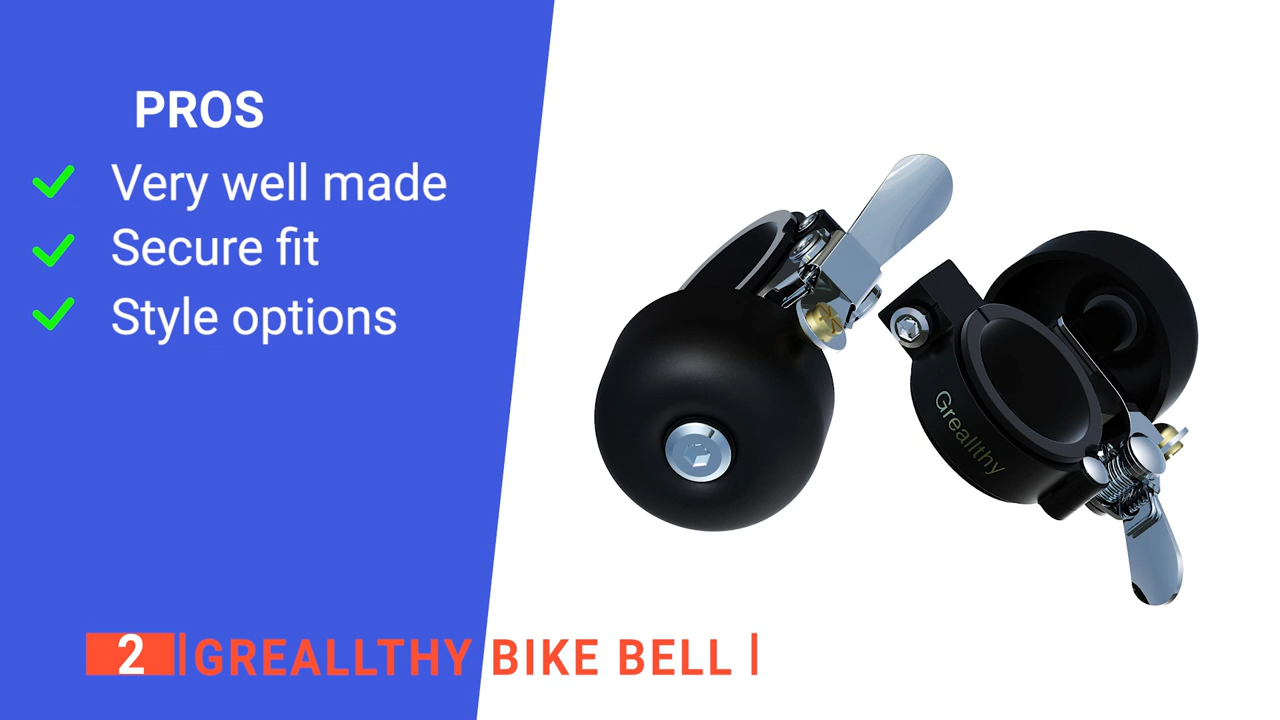 PROS
Very well made
Secure fit
Style options
Greallthy
2 | GREALLTHY BIKE BELL |